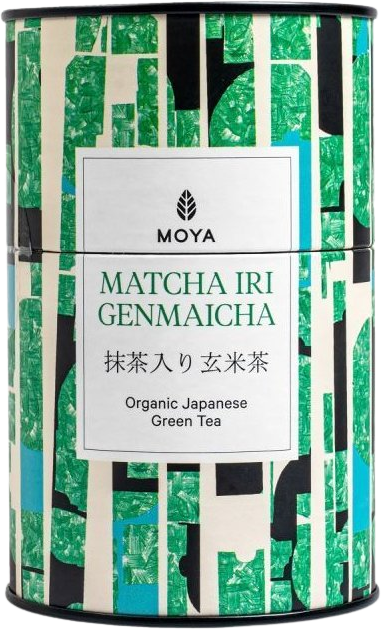 MOYA
MATCHA IRI
GENMAICHA
抹茶入り玄米茶
Organic Japanese
Green Tea